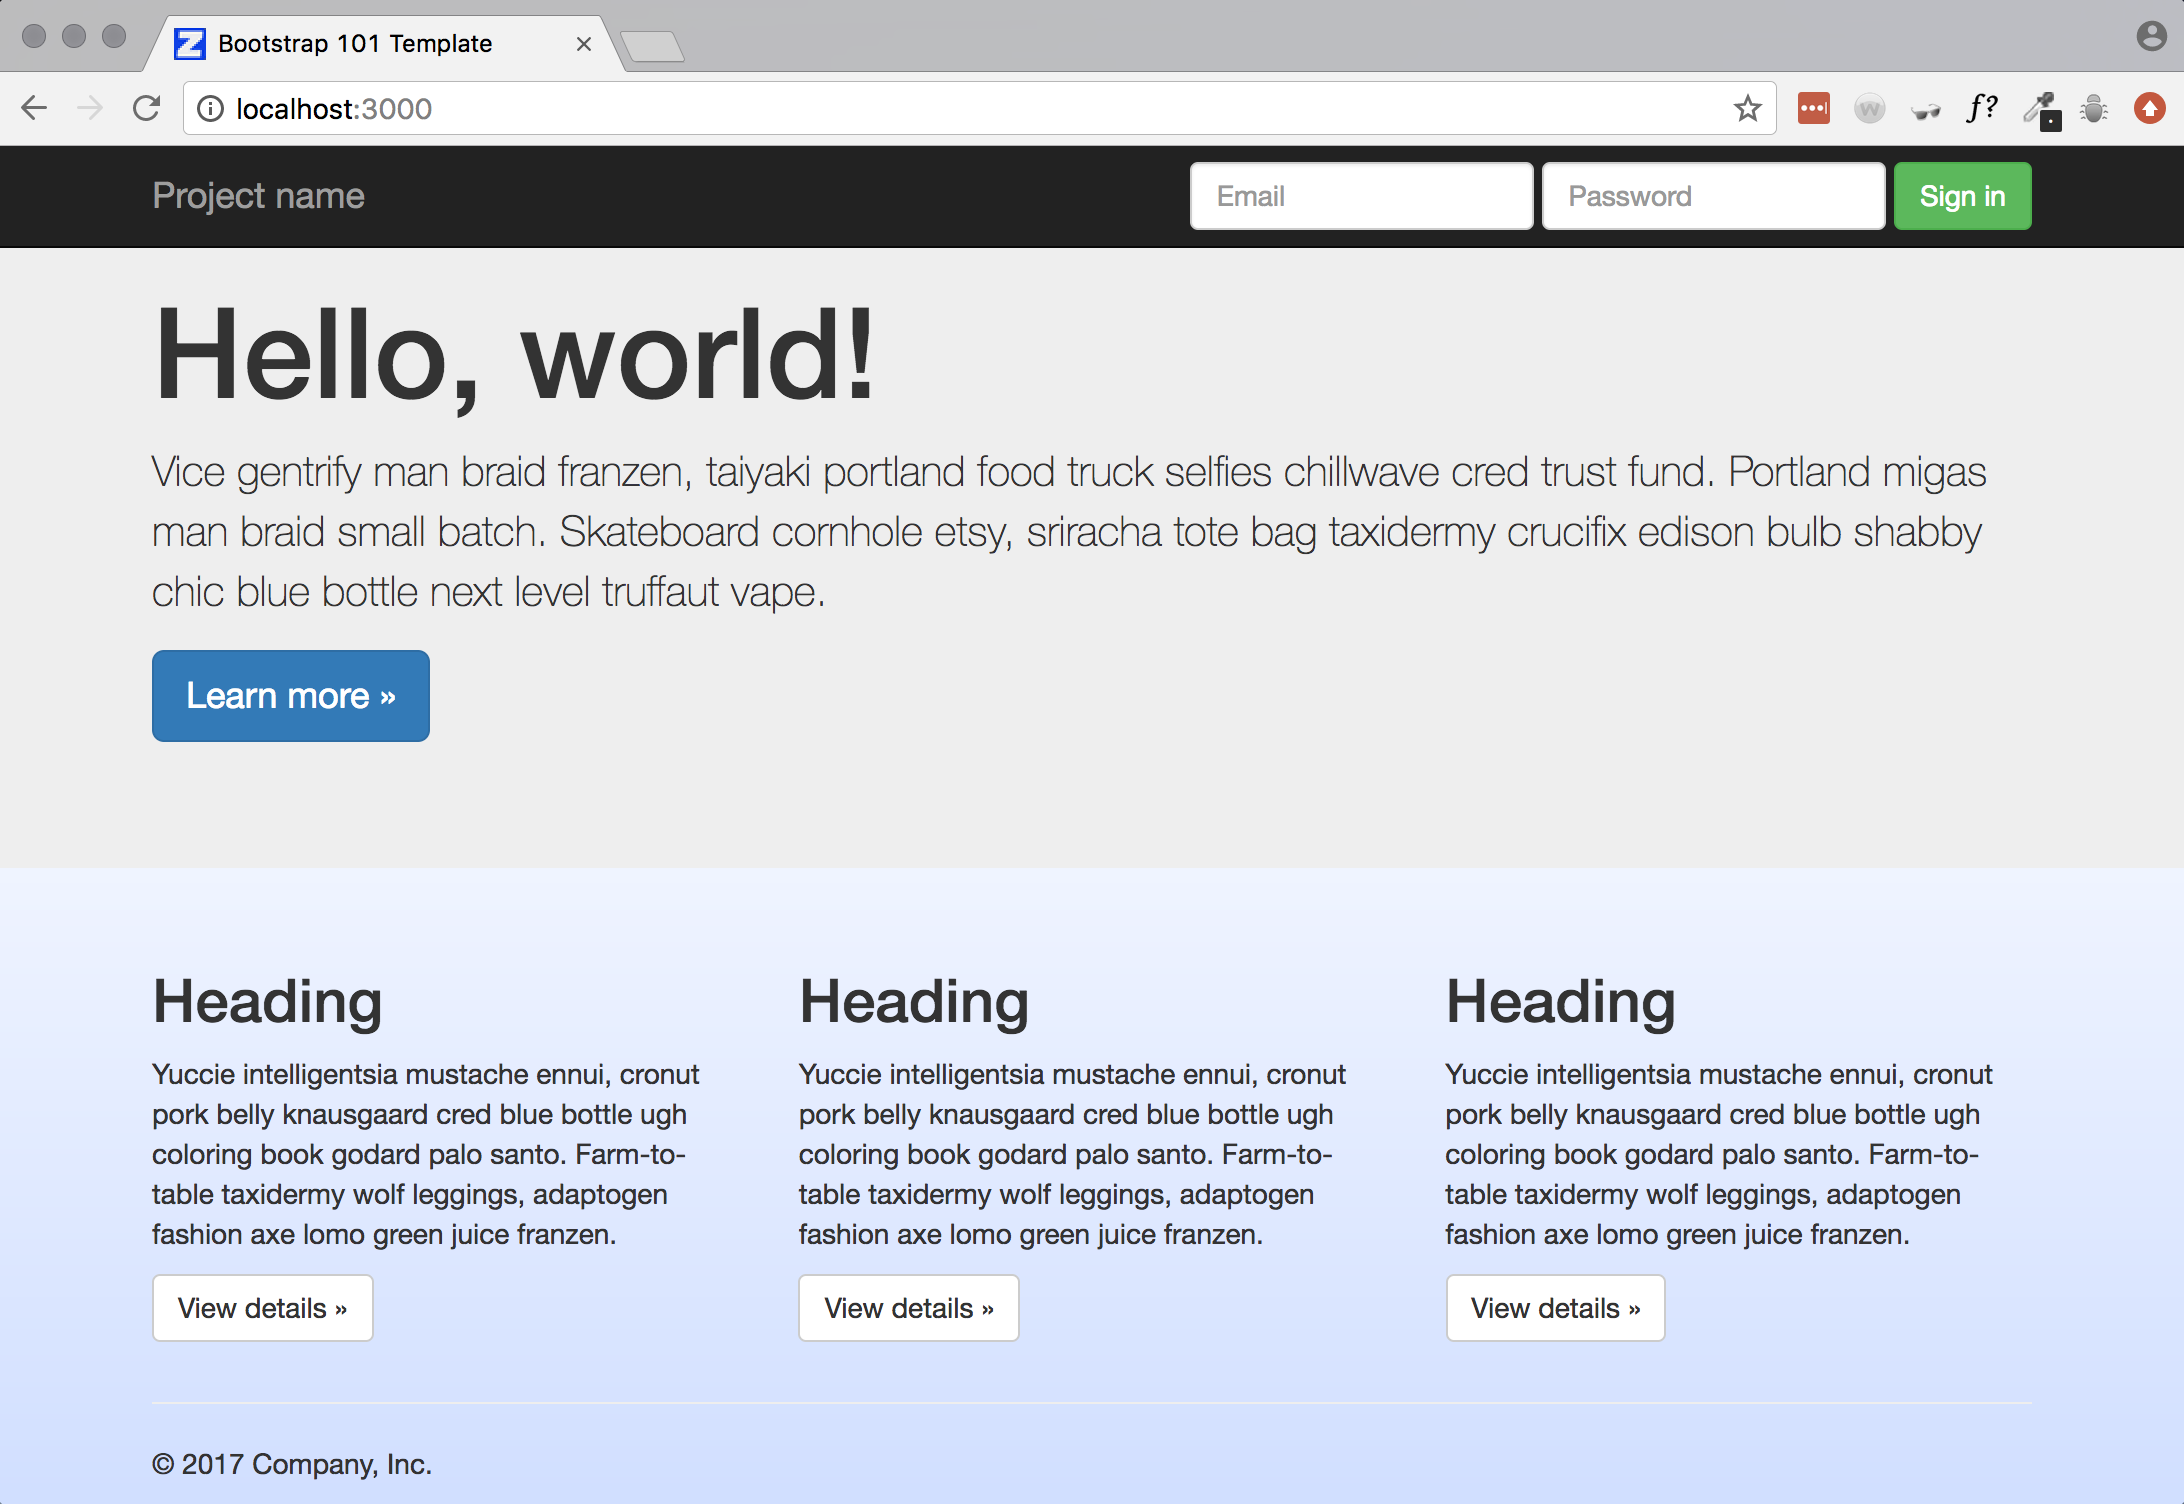 Z Bootstrap 101 Template
localhost:3000
w f?
Project name
Email
Password
Sign in
Hello, world!
Vice gentrify man braid franzen, taiyaki portland food truck selfies chillwave cred trust fund. Portland migas
man braid small batch. Skateboard cornhole etsy, sriracha tote bag taxidermy crucifix edison bulb shabby
chic blue bottle next level truffaut vape.
Learn more »
Heading
Yuccie intelligentsia mustache ennui, cronut
pork belly knausgaard cred blue bottle ugh
coloring book godard palo santo. Farm-to-
table taxidermy wolf leggings, adaptogen
fashion axe lomo green juice franzen.
View details »
Heading
Yuccie intelligentsia mustache ennui, cronut
pork belly knausgaard cred blue bottle ugh
coloring book godard palo santo. Farm-to-
table taxidermy wolf leggings, adaptogen
fashion axe lomo green juice franzen.
View details »
Heading
Yuccie intelligentsia mustache ennui, cronut
pork belly knausgaard cred blue bottle ugh
coloring book godard palo santo. Farm-to-
table taxidermy wolf leggings, adaptogen
fashion axe lomo green juice franzen.
View details »
© 2017 Company, Inc.